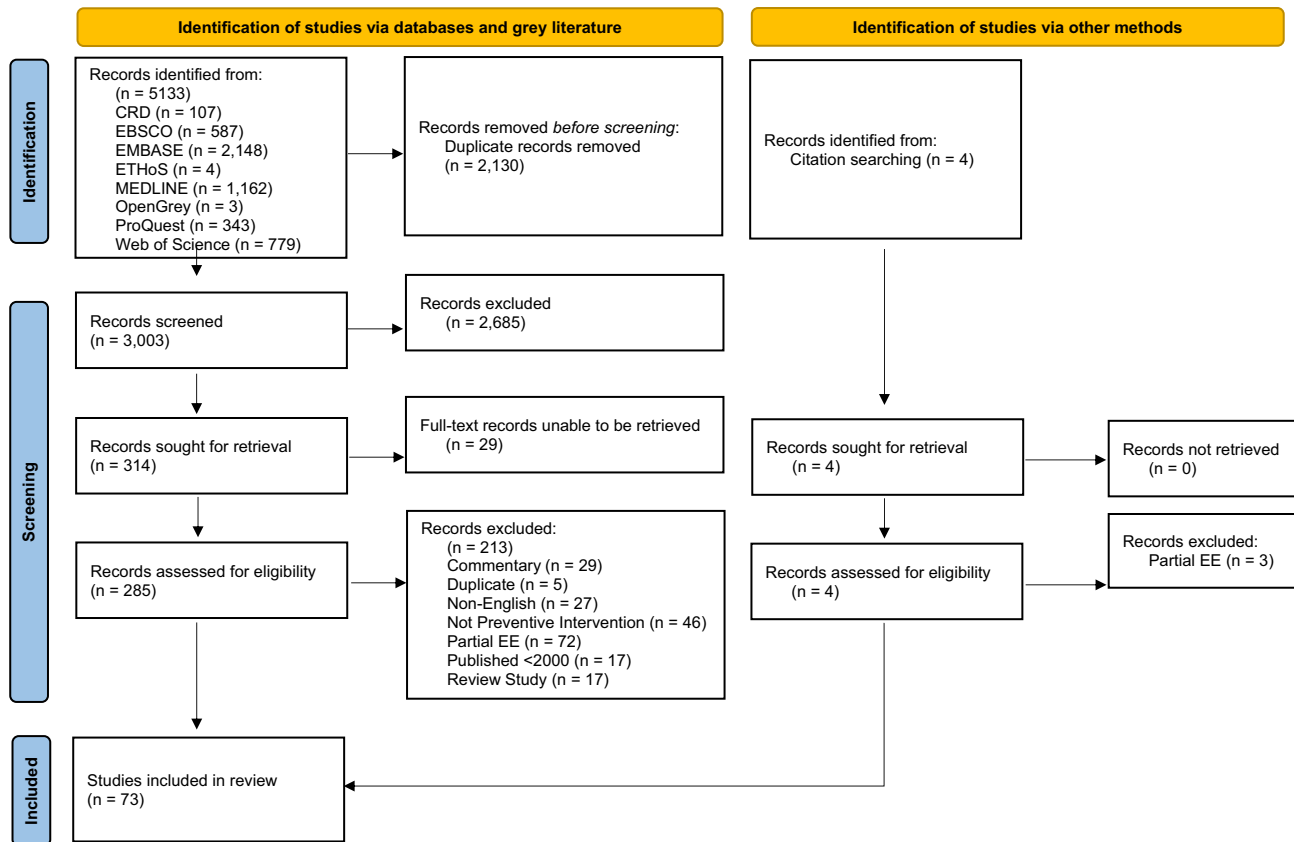 Identification of studies via databases and grey literature
Identification of studies via other methods
Identification
Records identified from:
(n = 5133)
CRD (n = 107)
EBSCO (n = 587)
EMBASE (n = 2,148)
ETHoS (n = 4)
MEDLINE (n = 1,162)
OpenGrey (n = 3)
ProQuest (n = 343)
Web of Science (n = 779)
Records removed before screening:
Duplicate records removed
(n = 2,130)
Records identified from:
Citation searching (n = 4)
Screening
Records screened
(n = 3,003)
Records excluded
(n = 2,685)
Records sought for retrieval
(n = 314)
Full-text records unable to be retrieved
(n = 29)
Records sought for retrieval
(n = 4)
Records not retrieved
(n = 0)
Records assessed for eligibility
(n = 285)
Records excluded:
(n = 213)
Commentary (n = 29)
Duplicate (n = 5)
Non-English (n = 27)
Not Preventive Intervention (n = 46)
Partial EE (n = 72)
Published <2000 (n = 17)
Review Study (n = 17)
Records assessed for eligibility
(n = 4)
Records excluded:
Partial EE (n = 3)
Included
Studies included in review
(n = 73)